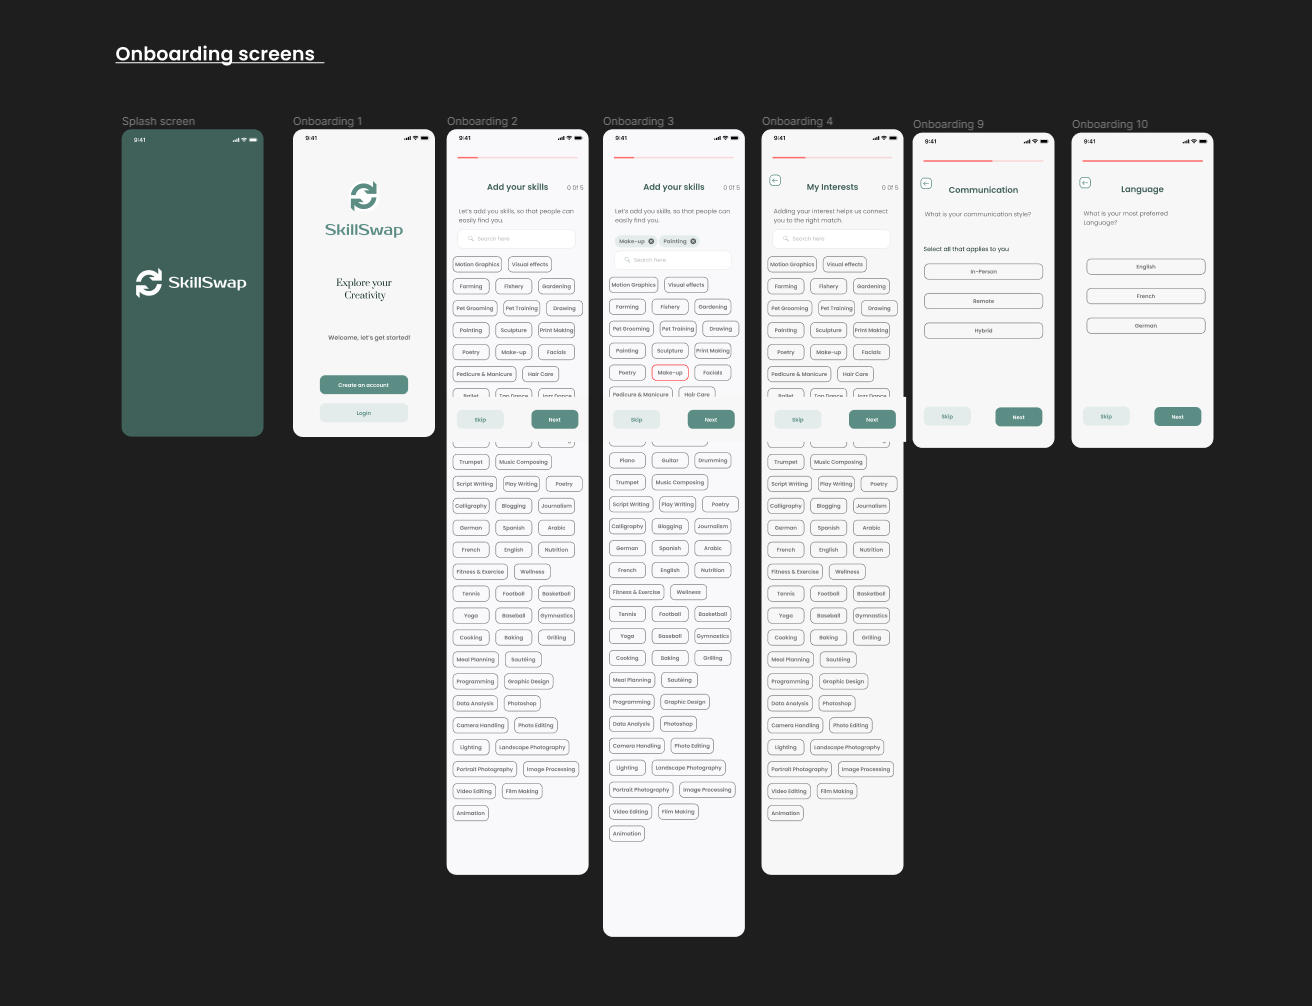 Onboarding screens
Splash screen
9:41
SkillSwap
Onboarding 1
9:41
SkillSwap
Explore your
Creativity
Welcome, let's get started!
Create an account
Login
Onboarding 2
9:41
Add your skills
0 0f 5
Let's add you skills, so that people can
easily find you.
Search here
Motion Graphics Visual effects
Farming Fishery Gardening
Pet Grooming Pet Training Drawing
Painting Sculpture Print Making
Poetry Make-up Facials
Pedicure & Manicure Hair Care
Ballet Tap Dance Jazz Dance
Skip Next
Trumpet Music Composing
Script Writing Play Writing Poetry
Calligraphy Blogging Journalism
German Spanish Arabic
French English Nutrition
Fitness & Exercise Wellness
Tennis Football Basketball
Yoga Baseball Gymnastics
Cooking Baking Grilling
Meal Planning Sautéing
Programming Graphic Design
Data Analysis Photoshop
Camera Handling Photo Editing
Lighting Landscape Photography
Portrait Photography Image Processing
Video Editing Film Making
Animation
Onboarding 3
9:41
Add your skills
0 0f 5
Let's add you skills, so that people can
easily find you.
Make-up Painting
Search here
Motion Graphics Visual effects
Farming Fishery Gardening
Pet Grooming Pet Training Drawing
Painting Sculpture Print Making
Poetry Make-up Facials
Pedicure & Manicure Hair Care
Skip Next
Piano Guitar Drumming
Trumpet Music Composing
Script Writing Play Writing Poetry
Calligraphy Blogging Journalism
German Spanish Arabic
French English Nutrition
Fitness & Exercise Wellness
Tennis Football Basketball
Yoga Baseball Gymnastics
Cooking Baking Grilling
Meal Planning Sautéing
Programming Graphic Design
Data Analysis Photoshop
Camera Handling Photo Editing
Lighting Landscape Photography
Portrait Photography Image Processing
Video Editing Film Making
Animation
Onboarding 4
9:41
My Interests
0 0f 5
Adding your interest helps us connect
you to the right match.
Search here
Motion Graphics Visual effects
Farming Fishery Gardening
Pet Grooming Pet Training Drawing
Painting Sculpture Print Making
Poetry Make-up Facials
Pedicure & Manicure Hair Care
Ballet Tap Dance Jazz Dance
Skip Next
Trumpet Music Composing
Script Writing Play Writing Poetry
Calligraphy Blogging Journalism
German Spanish Arabic
French English Nutrition
Fitness & Exercise Wellness
Tennis Football Basketball
Yoga Baseball Gymnastics
Cooking Baking Grilling
Meal Planning Sautéing
Programming Graphic Design
Data Analysis Photoshop
Camera Handling Photo Editing
Lighting Landscape Photography
Portrait Photography Image Processing
Video Editing Film Making
Animation
Onboarding 9
9:41
Communication
What is your communication style?
Select all that applies to you
In-Person
Remote
Hybrid
Skip Next
Onboarding 10
9:41
Language
What is your most preferred
Language?
English
French
German
Skip Next